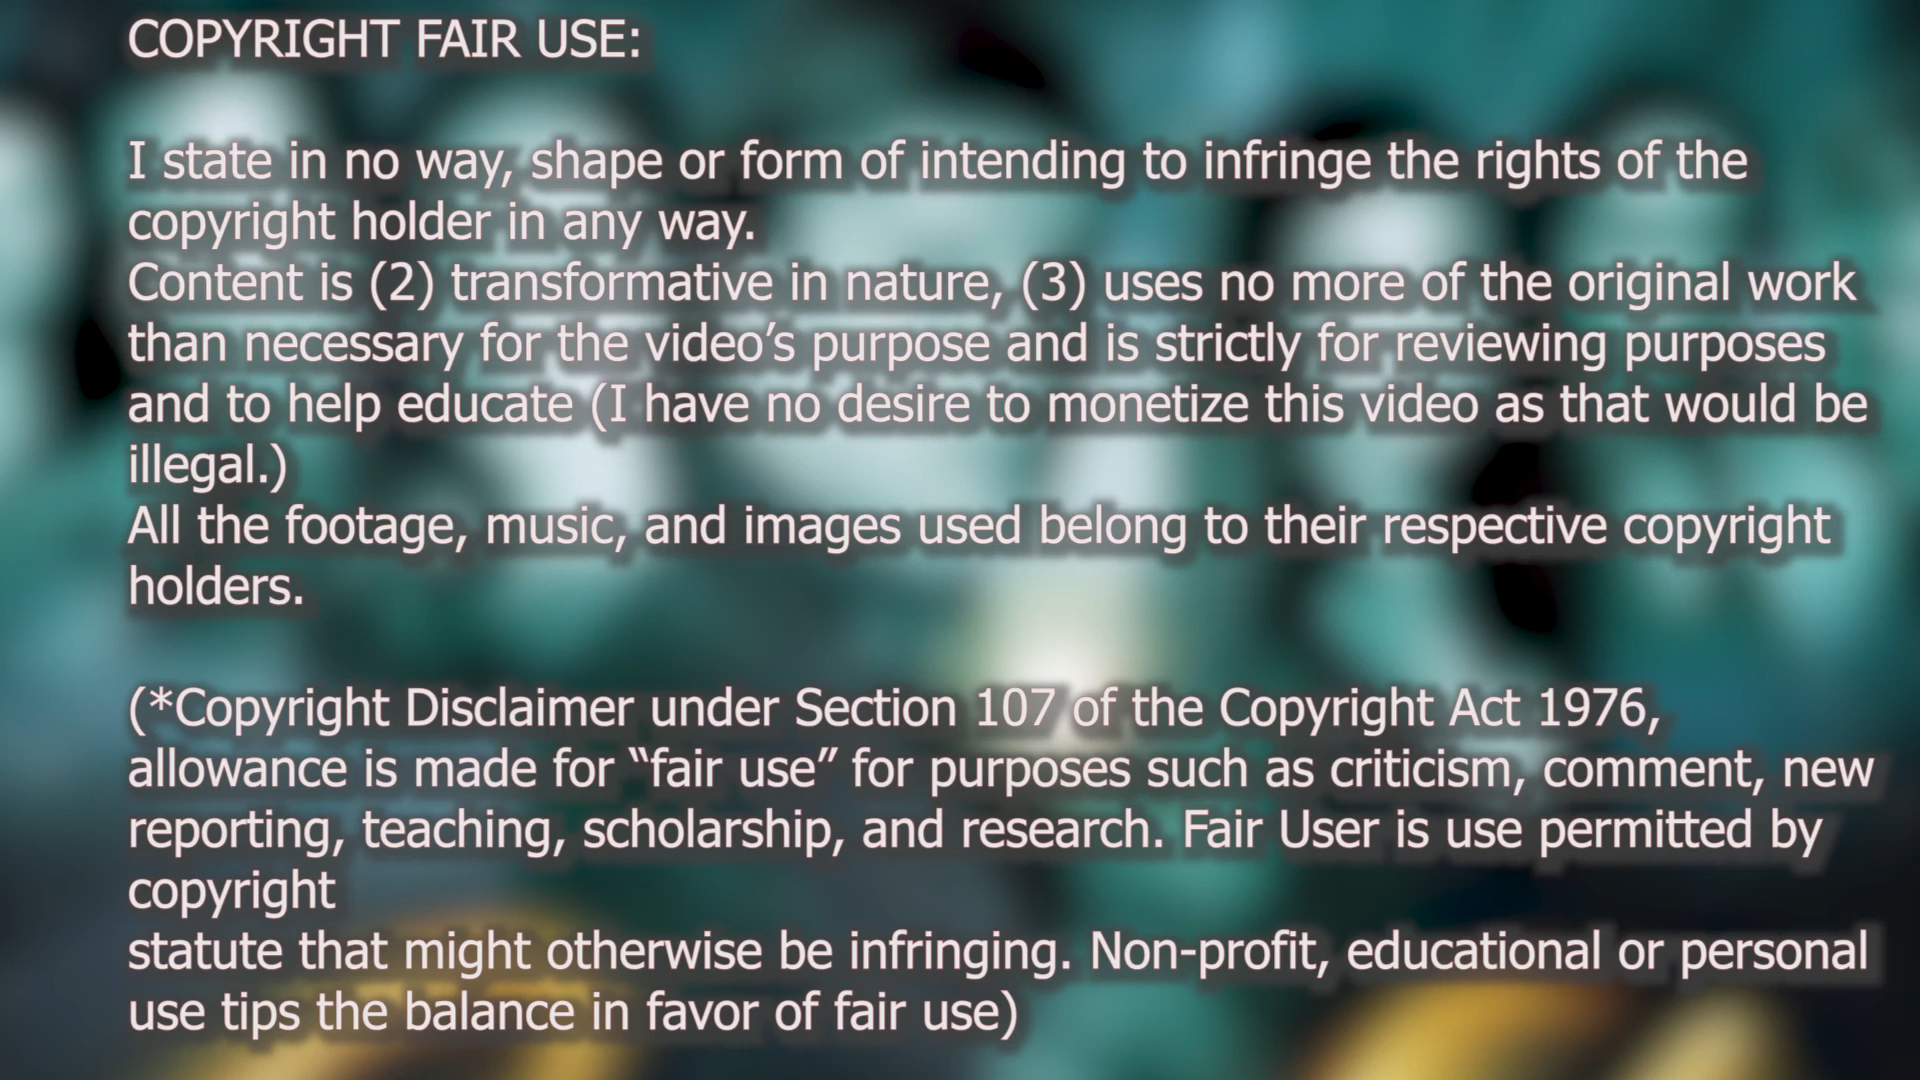 COPYRIGHT FAIR USE:
I state in no way, shape or form of intending to infringe the rights of the
copyright holder in any way.
Content is (2) transformative in nature, (3) uses no more of the original work
than necessary for the video’s purpose and is strictly for reviewing purposes
and to help educate (I have no desire to monetize this video as that would be
illegal.)
All the footage, music, and images used belong to their respective copyright
holders.
(*Copyright Disclaimer under Section 107 of the Copyright Act 1976,
allowance is made for “fair use” for purposes such as criticism, comment, new
reporting, teaching, scholarship, and research. Fair User is use permitted by
copyright
statute that might otherwise be infringing. Non-profit, educational or personal
use tips the balance in favor of fair use)